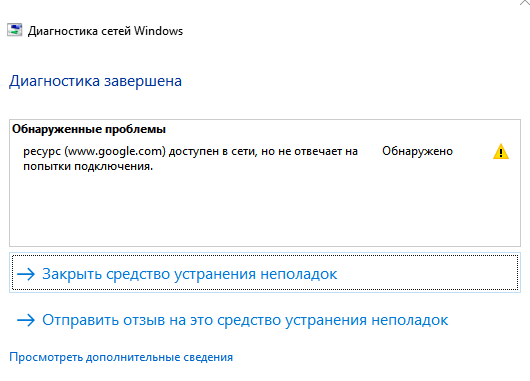 Диагностика сетей Windows
Диагностика завершена
Обнаруженные проблемы
ресурс (www.google.com) доступен в сети, но не отвечает на Обнаружено
попытки подключения.
Закрыть средство устранения неполадок
Отправить отзыв на это средство устранения неполадок
Просмотреть дополнительные сведения